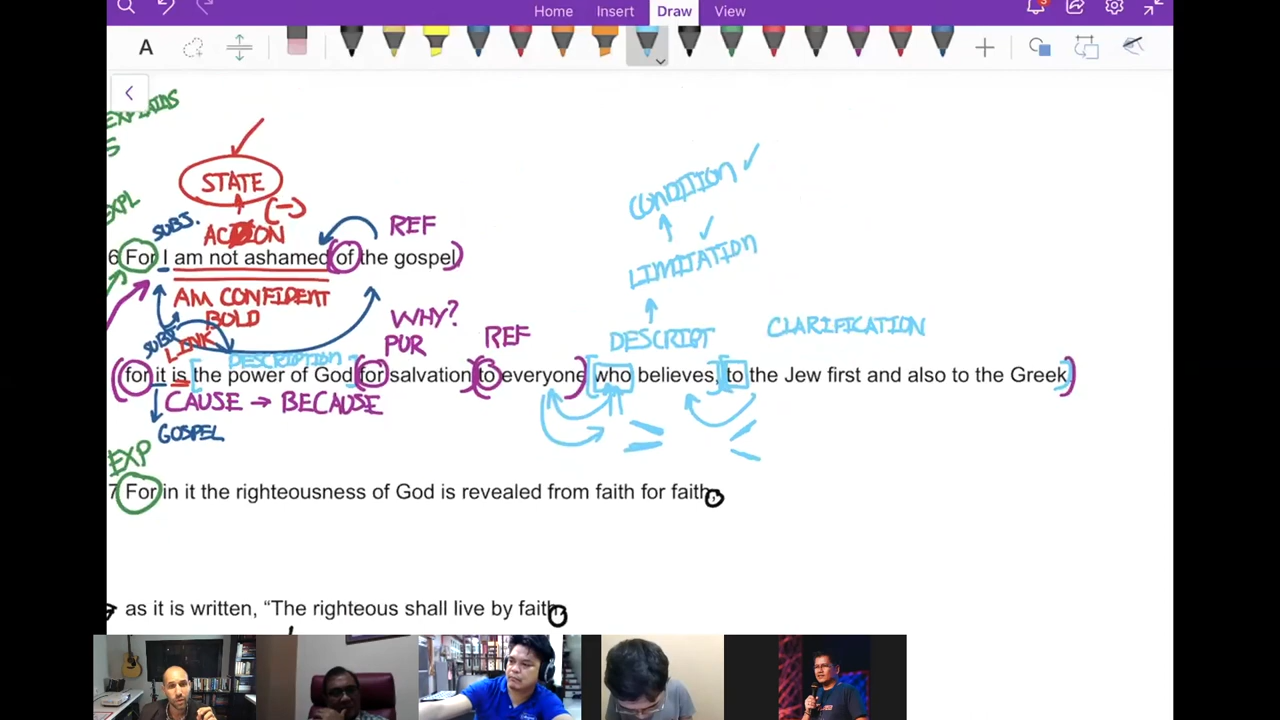 Home Insert Draw View
A
EXPLAINS
S
CONDITION
STATE
EXPL
(-)
SUBJ.
ACTION
REF
LIMITATION
6 For I am not ashamed of the gospel,
AM CONFIDENT
BOLD
WHY?
SUBJ.
LINK
PUR
REF
DESCRIPT
CLARIFICATION
DESCRIPTION
for it is the power of God for salvation to everyone who believes, to the Jew first and also to the Greek.
CAUSE → BECAUSE
GOSPEL
EXP
7 For in it the righteousness of God is revealed from faith for faith,
as it is written, “The righteous shall live by faith.